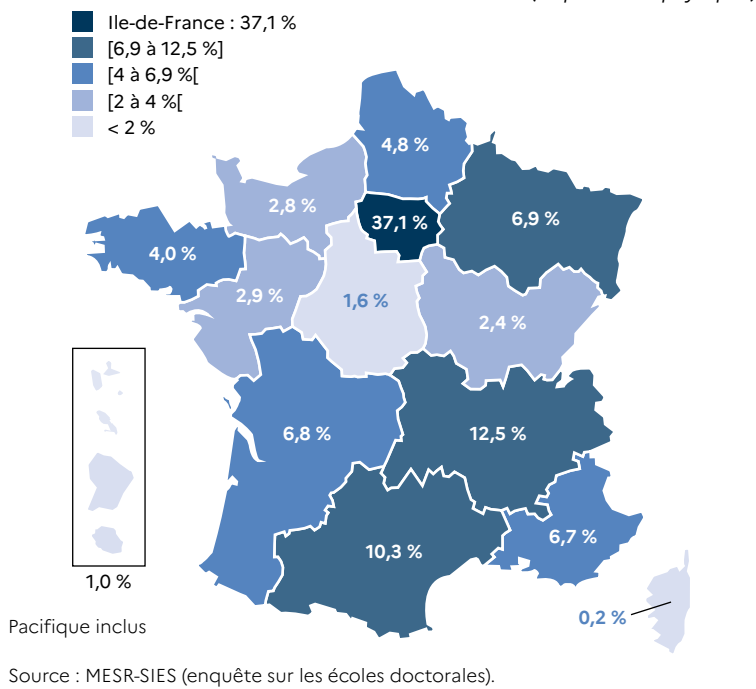 Ile-de-France : 37,1 %
[6,9 à 12,5 %]
[4 à 6,9 %[
[2 à 4 %[
< 2 %
4,8 %
2,8 %
37,1 %
6,9 %
4,0 %
2,9 %
1,6 %
2,4 %
6,8 %
12,5 %
10,3 %
6,7 %
1,0 %
0,2 %
Pacifique inclus
Source : MESR-SIES (enquête sur les écoles doctorales).